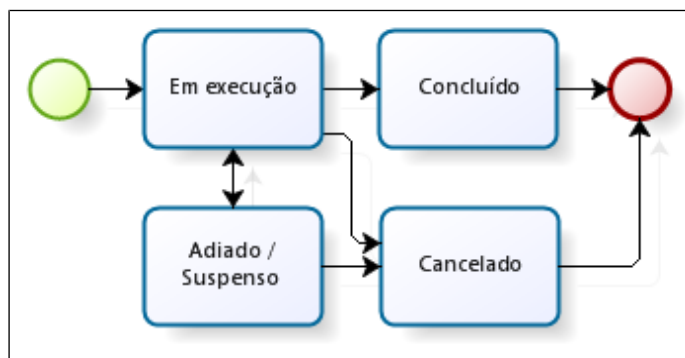 Em execução
Concluído
Adiado /
Suspenso
Cancelado